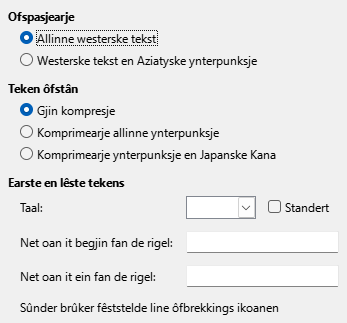 Ofspasjearje
Allinne westerske tekst
Westerske tekst en Aziatyske ynterpunksje
Teken ôfstân
Gjin kompresje
Komprimearje allinne ynterpunksje
Komprimearje ynterpunksje en Japanske Kana
Earste en lêste tekens
Taal:
Standert
Net oan it begjin fan de rigel:
Net oan it ein fan de rigel:
Sûnder brûker fêststelde line ôfbrekkings ikoanen